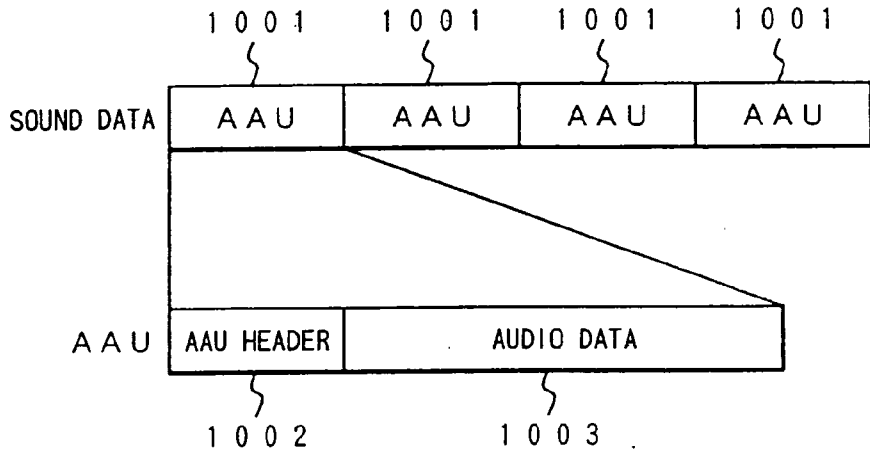 1001 1001 1001 1001
SOUND DATA AAU AAU AAU AAU
AAU AAU HEADER AUDIO DATA
1002 1003